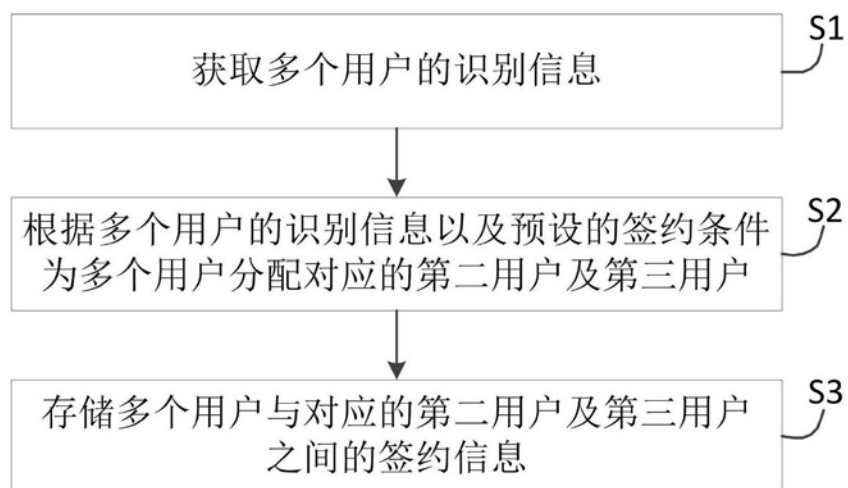 获取多个用户的识别信息
S1
根据多个用户的识别信息以及预设的签约条件
为多个用户分配对应的第二用户及第三用户
S2
存储多个用户与对应的第二用户及第三用户
之间的签约信息
S3